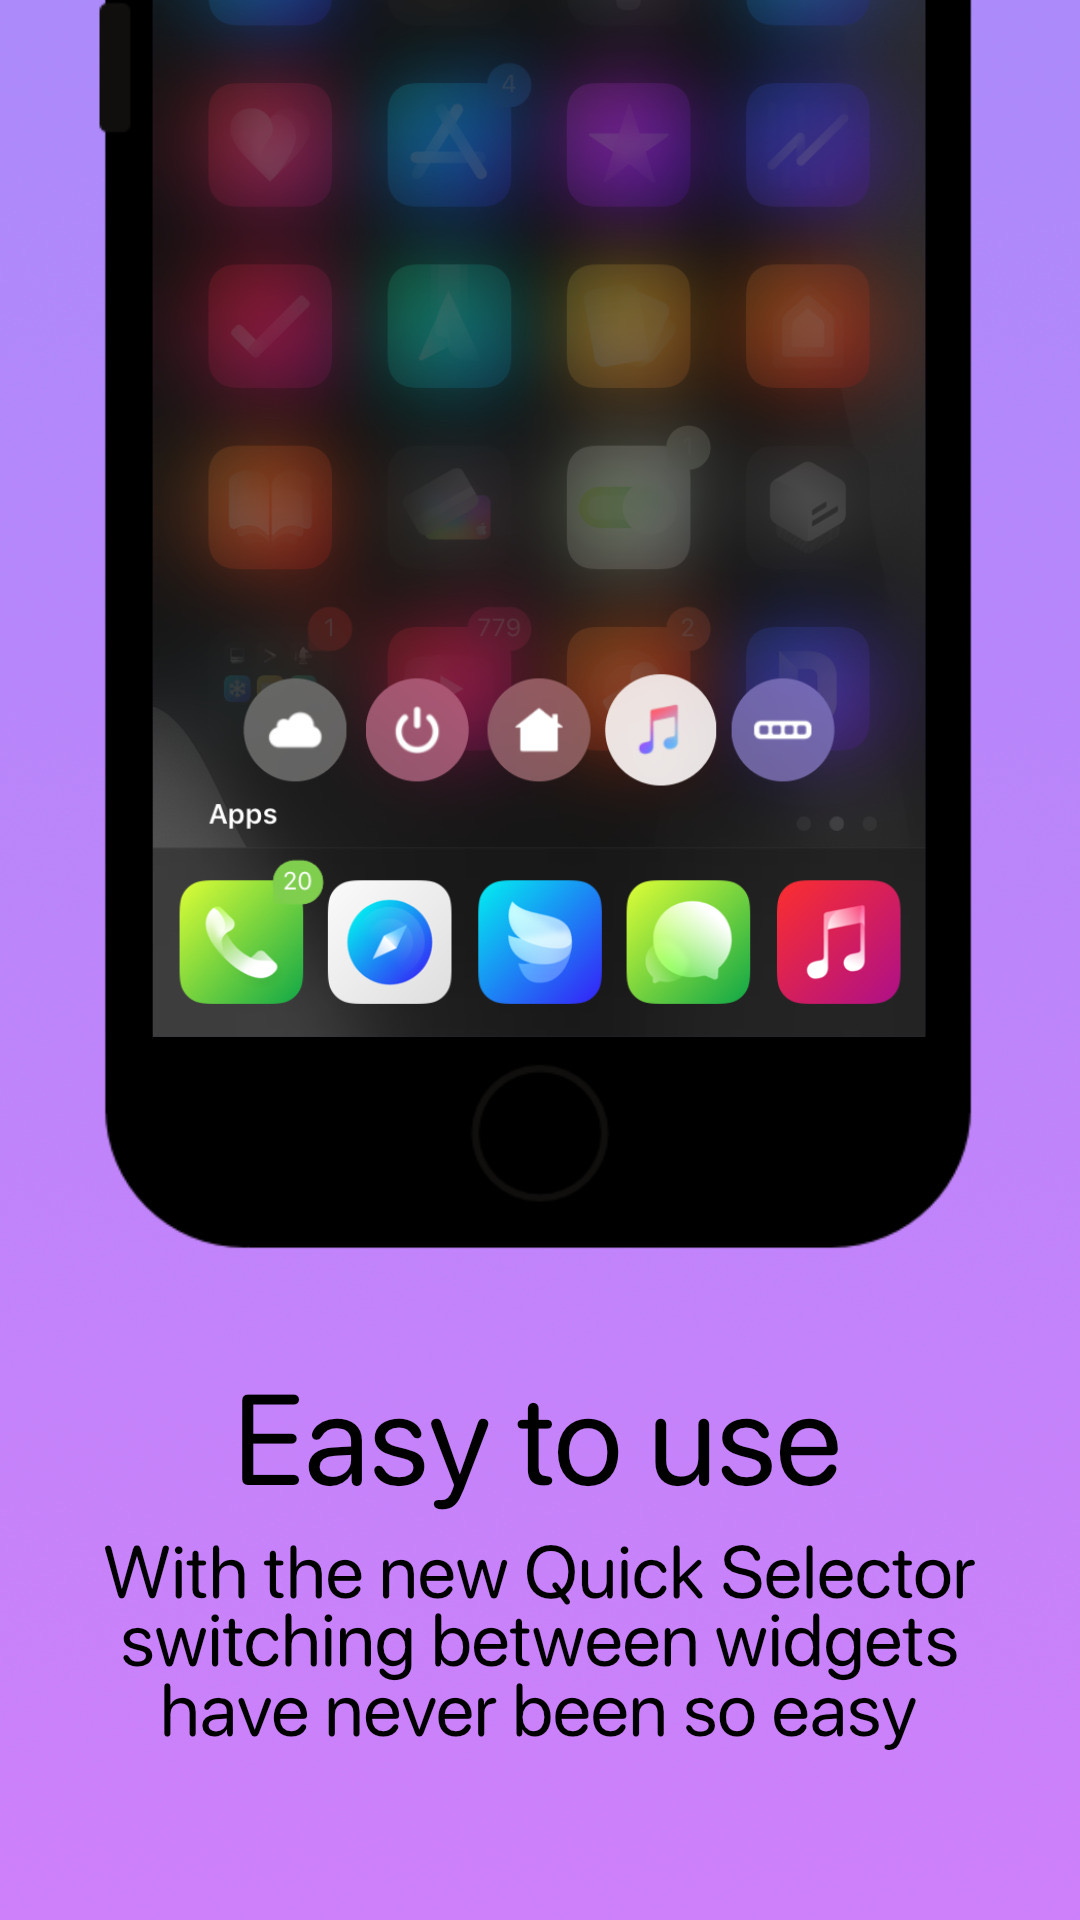 4
1
779
2
Apps
20
Easy to use
With the new Quick Selector
switching between widgets
have never been so easy